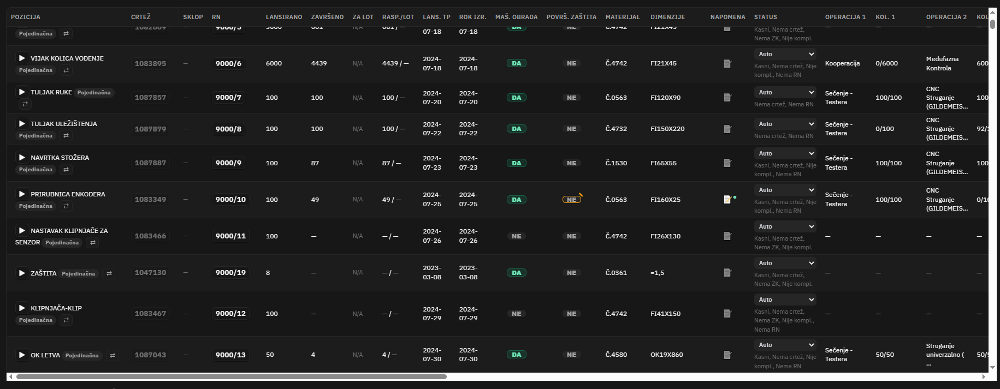 POZICIJA CRTEŽ SKLOP RN LANSIRANO ZAVRŠENO ZA LOT RASP./LOT LANS. TP ROK IZR. MAŠ. OBRADA POVRŠ. ZAŠTITA MATERIJAL DIMENZIJE NAPOMENA STATUS OPERACIJA 1 KOL. 1 OPERACIJA 2 KOL
1082669 — 9000/5 3000 661 N/A 661 / — DA NE Č.4742 FI21X45 — — — —
Pojedinačna ⇄ 07-18 07-18 Kasni, Nema crtež,
Nema ZK, Nije kompl.
▶ VIJAK KOLICA VOĐENJE 1083895 — 9000/6 6000 4439 N/A 4439 / — 2024- 2024- DA NE Č.4742 FI21X45 Auto Kooperacija 0/6000 Međufazna 600
Pojedinačna ⇄ 07-18 07-18 Kasni, Nema crtež, Nije Kontrola
kompl., Nema RN
▶ TULJAK RUKE Pojedinačna 1087857 — 9000/7 100 100 N/A 100 / — 2024- 2024- DA NE Č.0563 FI120X90 Auto Sečenje - 100/100 CNC 100
⇄ 07-20 07-20 Nema crtež, Nema RN Testera Struganje
(GILDEMEIS...
▶ TULJAK ULEŽIŠTENJA 1087879 — 9000/8 100 100 N/A 100 / — 2024- 2024- DA NE Č.4732 FI150X220 Auto Sečenje - 0/100 CNC 92/1
Pojedinačna ⇄ 07-22 07-22 Nema crtež, Nema RN Testera Struganje
(GILDEMEIS...
▶ NAVRTKA STOŽERA 1087887 — 9000/9 100 87 N/A 87 / — 2024- 2024- DA NE Č.1530 FI65X55 Auto Sečenje - 100/100 CNC 100
Pojedinačna ⇄ 07-23 07-23 Kasni, Nema crtež, Nije Testera Struganje
kompl., Nema RN (GILDEMEIS...
▶ PRIRUBNICA ENKODERA 1083349 — 9000/10 100 49 N/A 49 / — 2024- 2024- DA NE Č.0563 FI160X25 Auto Sečenje - 100/100 CNC 0/10
Pojedinačna ⇄ 07-25 07-25 Kasni, Nema crtež, Nije Testera Struganje
kompl., Nema RN (GILDEMEIS...
▶ NASTAVAK KLIPNJAČE ZA 1083466 — 9000/11 100 — N/A — / — 2024- 2024- NE NE Č.4742 FI26X130 Auto — — — —
SENZOR Pojedinačna ⇄ 07-26 07-26 Kasni, Nema crtež,
Nema ZK, Nije kompl.
▶ ZAŠTITA Pojedinačna ⇄ 1047130 — 9000/19 8 — N/A — / — 2023- 2023- DA NE Č.0361 =1,5 Auto — — — —
03-08 03-08 Kasni, Nema crtež,
Nema ZK, Nije kompl.
▶ KLIPNJAČA-KLIP 1083467 — 9000/12 100 — N/A — / — 2024- 2024- NE NE Č.4742 FI41X150 Auto — — — —
Pojedinačna ⇄ 07-29 07-29 Kasni, Nema crtež,
Nema ZK, Nije kompl.,
Nema RN
▶ OK LETVA Pojedinačna ⇄ 1087043 — 9000/13 50 4 N/A 4 / — 2024- 2024- DA NE Č.4580 OK19X860 Auto Sečenje - 50/50 Struganje 50/5
07-30 07-30 Kasni, Nema crtež, Nije Testera univerzalno (
kompl., Nema RN ...